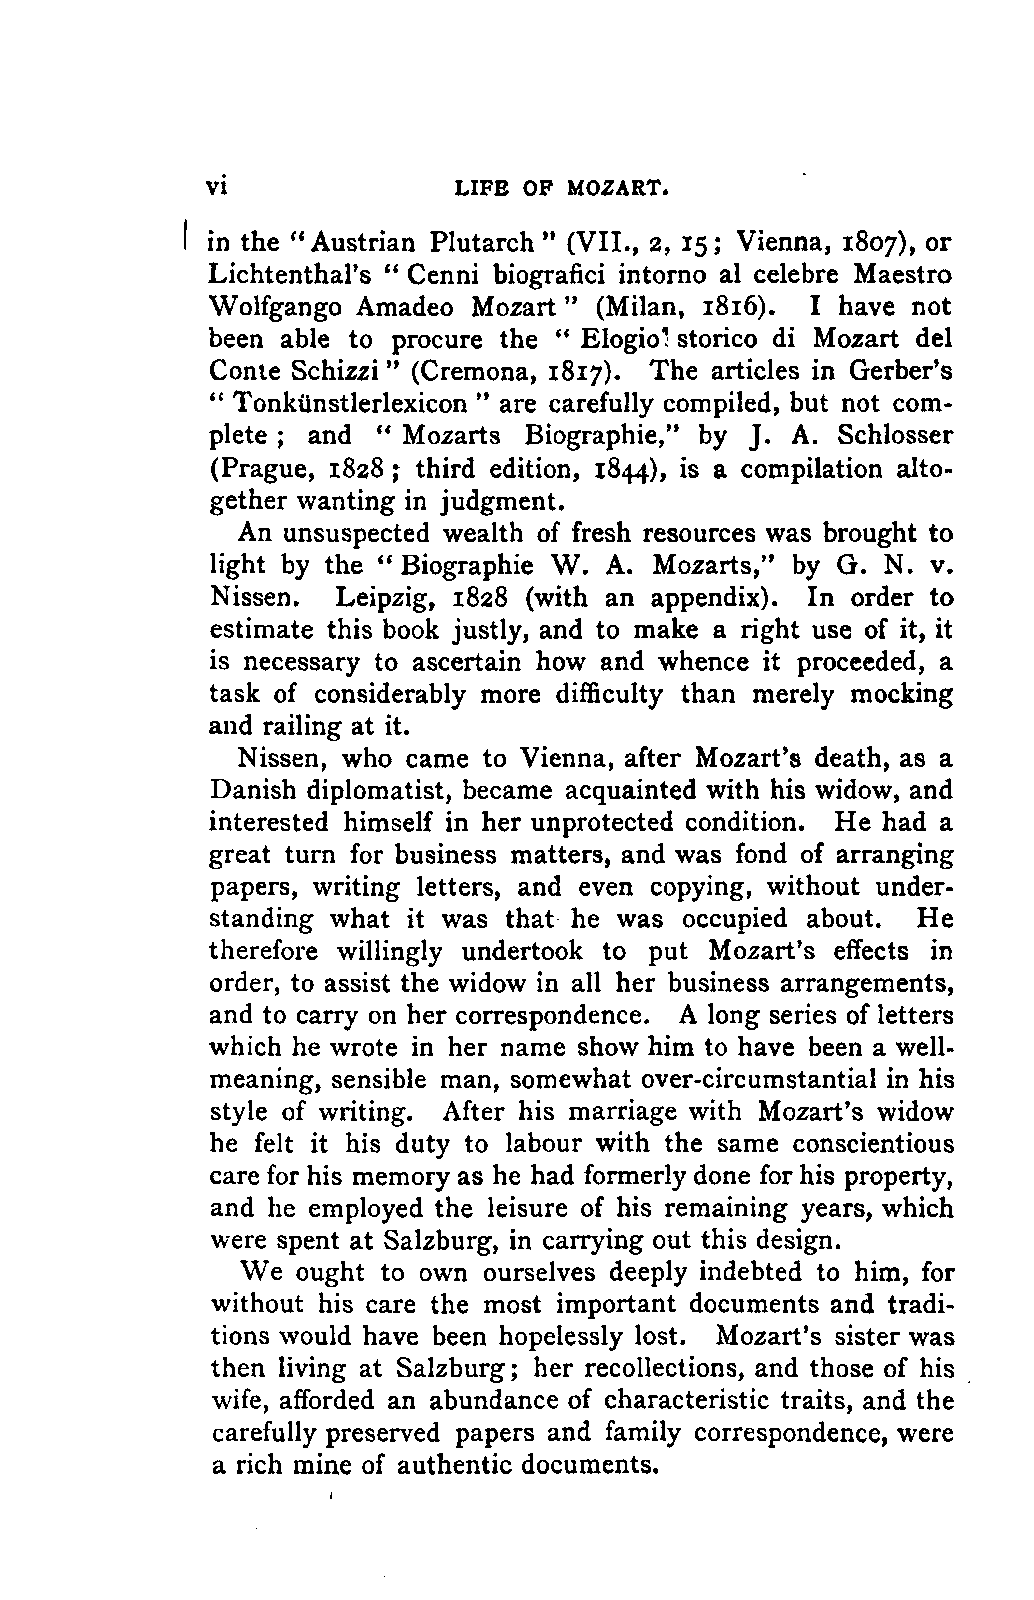 vi LIFE OF MOZART.
in the “Austrian Plutarch” (VII., 2, 15; Vienna, 1807), or
Lichtenthal's “Cenni biografici intorno al celebre Maestro
Wolfgango Amadeo Mozart” (Milan, 1816). I have not
been able to procure the “Elogio storico di Mozart del
Conte Schizzi” (Cremona, 1817). The articles in Gerber's
“Tonkünstlerlexicon” are carefully compiled, but not com-
plete; and “Mozarts Biographie,” by J. A. Schlosser
(Prague, 1828; third edition, 1844), is a compilation alto-
gether wanting in judgment.
An unsuspected wealth of fresh resources was brought to
light by the “Biographie W. A. Mozarts,” by G. N. v.
Nissen. Leipzig, 1828 (with an appendix). In order to
estimate this book justly, and to make a right use of it, it
is necessary to ascertain how and whence it proceeded, a
task of considerably more difficulty than merely mocking
and railing at it.
Nissen, who came to Vienna, after Mozart's death, as a
Danish diplomatist, became acquainted with his widow, and
interested himself in her unprotected condition. He had a
great turn for business matters, and was fond of arranging
papers, writing letters, and even copying, without under-
standing what it was that he was occupied about. He
therefore willingly undertook to put Mozart's effects in
order, to assist the widow in all her business arrangements,
and to carry on her correspondence. A long series of letters
which he wrote in her name show him to have been a well-
meaning, sensible man, somewhat over-circumstantial in his
style of writing. After his marriage with Mozart's widow
he felt it his duty to labour with the same conscientious
care for his memory as he had formerly done for his property,
and he employed the leisure of his remaining years, which
were spent at Salzburg, in carrying out this design.
We ought to own ourselves deeply indebted to him, for
without his care the most important documents and tradi-
tions would have been hopelessly lost. Mozart's sister was
then living at Salzburg; her recollections, and those of his
wife, afforded an abundance of characteristic traits, and the
carefully preserved papers and family correspondence, were
a rich mine of authentic documents.